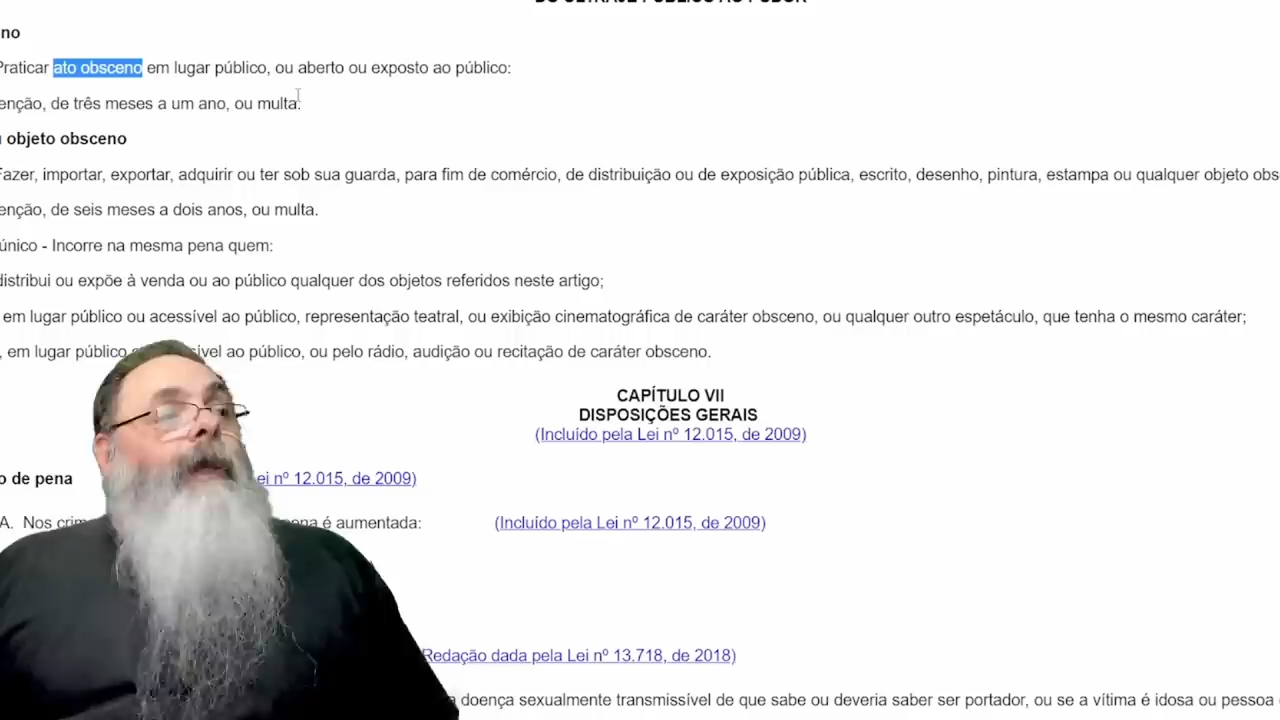 DO ULTRAJE PÚBLICO AO PUDOR
no
Praticar ato obsceno em lugar público, ou aberto ou exposto ao público:
enção, de três meses a um ano, ou multa.
objeto obsceno
Fazer, importar, exportar, adquirir ou ter sob sua guarda, para fim de comércio, de distribuição ou de exposição pública, escrito, desenho, pintura, estampa ou qualquer objeto obs
enção, de seis meses a dois anos, ou multa.
único - Incorre na mesma pena quem:
distribui ou expõe à venda ou ao público qualquer dos objetos referidos neste artigo;
em lugar público ou acessível ao público, representação teatral, ou exibição cinematográfica de caráter obsceno, ou qualquer outro espetáculo, que tenha o mesmo caráter;
, em lugar público sível ao público, ou pelo rádio, audição ou recitação de caráter obsceno.
CAPÍTULO VII
DISPOSIÇÕES GERAIS
(Incluído pela Lei nº 12.015, de 2009)
o de pena ei nº 12.015, de 2009)
A. Nos crim ena é aumentada: (Incluído pela Lei nº 12.015, de 2009)
Redação dada pela Lei nº 13.718, de 2018)
doença sexualmente transmissível de que sabe ou deveria saber ser portador, ou se a vítima é idosa ou pessoa